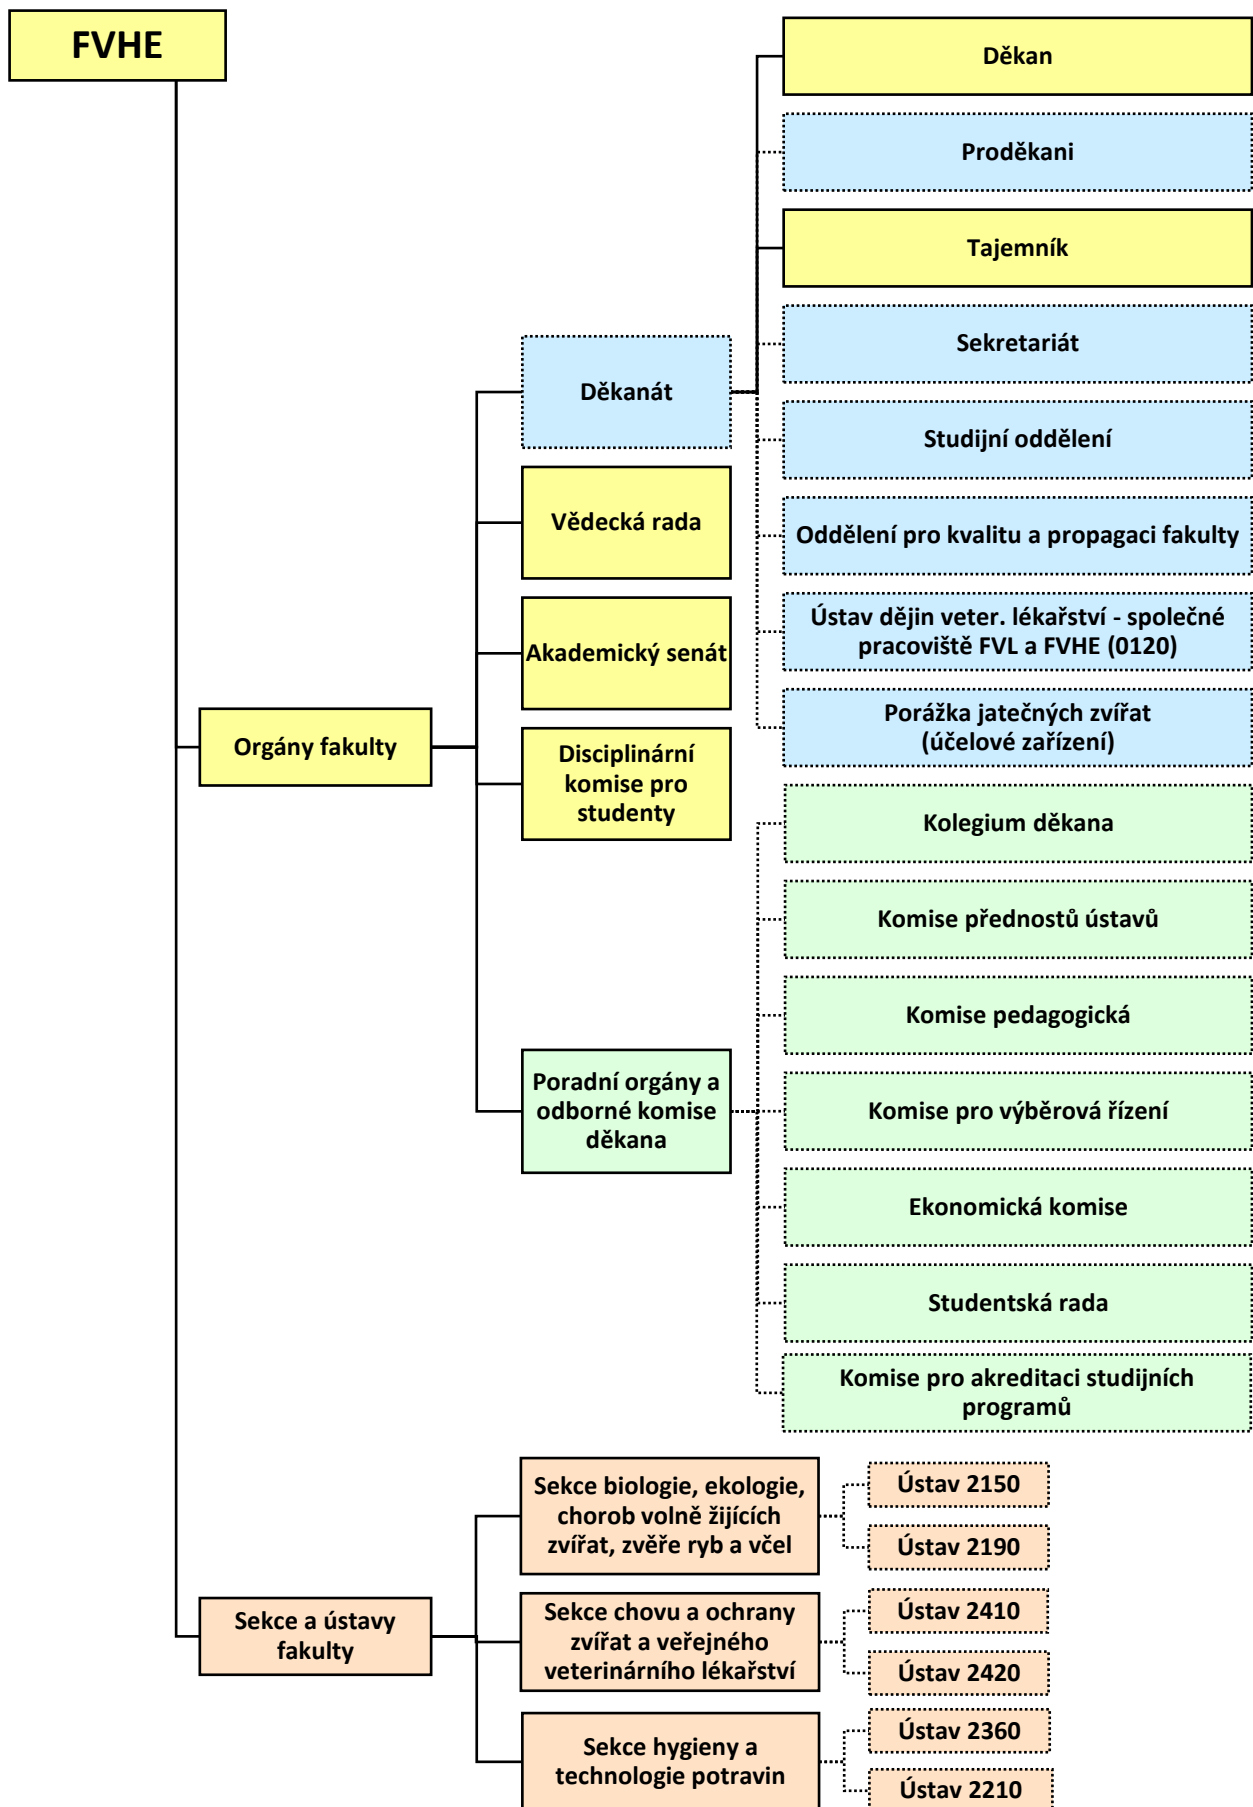 FVHE
Děkan
Proděkani
Tajemník
Sekretariát
Děkanát
Studijní oddělení
Vědecká rada
Oddělení pro kvalitu a propagaci fakulty
Ústav dějin veter. lékařství - společné
pracoviště FVL a FVHE (0120)
Akademický senát
Porážka jatečných zvířat
(účelové zařízení)
Orgány fakulty
Disciplinární
komise pro
studenty
Kolegium děkana
Komise přednostů ústavů
Komise pedagogická
Poradní orgány a
odborné komise
děkana
Komise pro výběrová řízení
Ekonomická komise
Studentská rada
Komise pro akreditaci studijních
programů
Sekce biologie, ekologie,
chorob volně žijících
zvířat, zvěře ryb a včel
Ústav 2150
Ústav 2190
Sekce a ústavy
fakulty
Sekce chovu a ochrany
zvířat a veřejného
veterinárního lékařství
Ústav 2410
Ústav 2420
Sekce hygieny a
technologie potravin
Ústav 2360
Ústav 2210